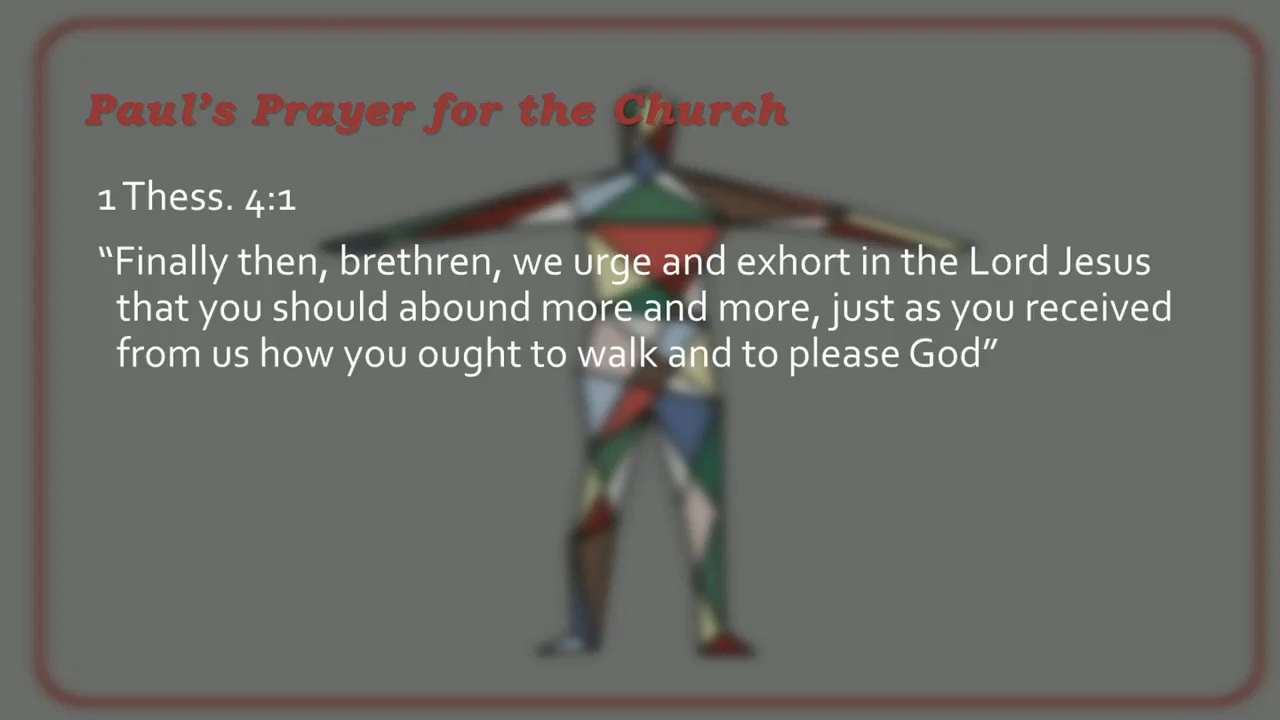 Paul’s Prayer for the Church
1 Thess. 4:1
“Finally then, brethren, we urge and exhort in the Lord Jesus
that you should abound more and more, just as you received
from us how you ought to walk and to please God”